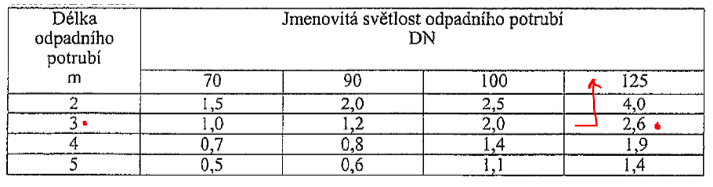 Délka
odpadního
potrubí
m
Jmenovitá světlost odpadního potrubí
DN
70 90 100 125
2 1,5 2,0 2,5 4,0
3 1,0 1,2 2,0 2,6
4 0,7 0,8 1,4 1,9
5 0,5 0,6 1,1 1,4